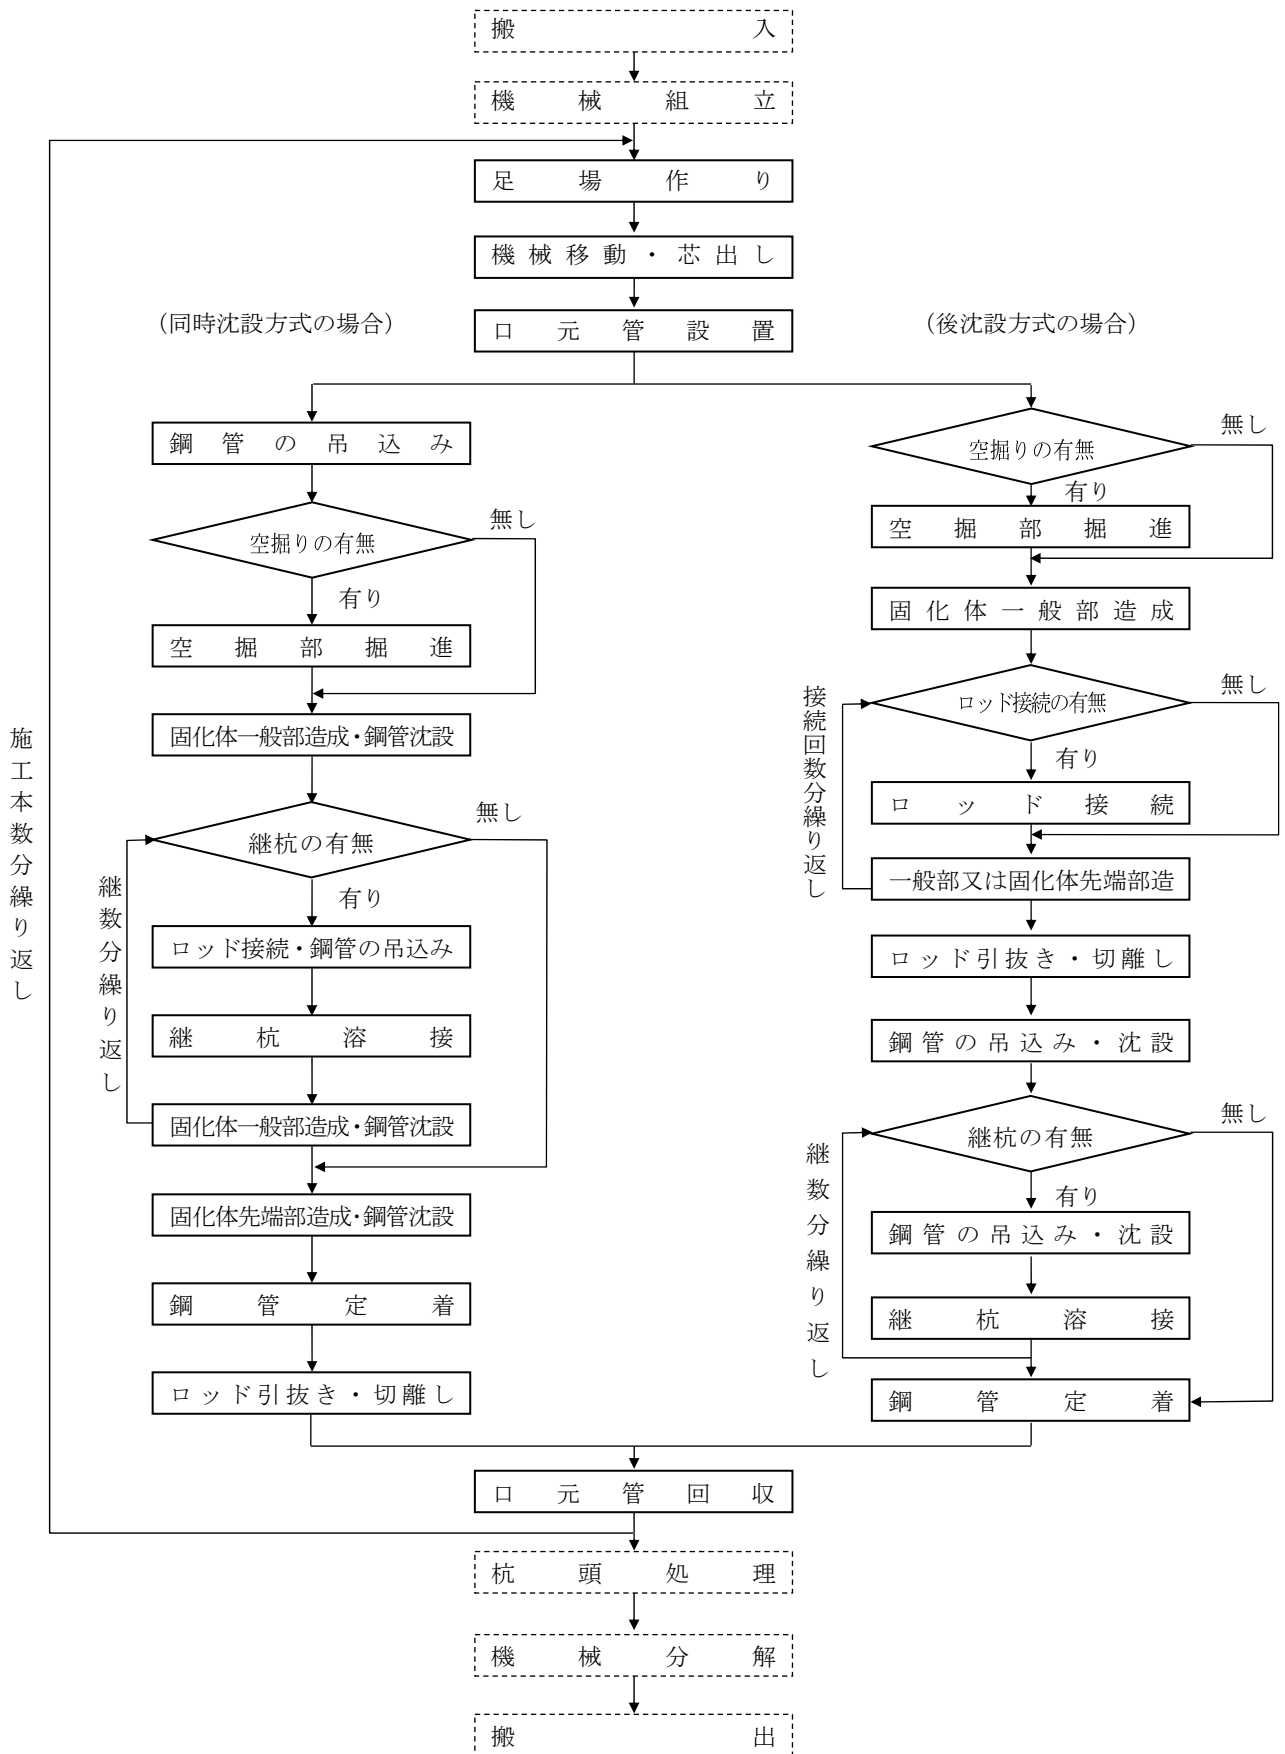 搬入
機械組立
足場作り
機械移動・芯出し
口元管設置
（同時沈設方式の場合）
鋼管の吊込み
空掘りの有無
無し
有り
空掘部掘進
固化体一般部造成・鋼管沈設
継杭の有無
無し
有り
ロッド接続・鋼管の吊込み
継杭溶接
固化体一般部造成・鋼管沈設
固化体先端部造成・鋼管沈設
鋼管定着
ロッド引抜き・切離し
継数分繰り返し
施工本数分繰り返し
（後沈設方式の場合）
空掘りの有無
無し
有り
空掘部掘進
固化体一般部造成
ロッド接続の有無
無し
有り
ロッド接続
一般部又は固化体先端部造
接続回数分繰り返し
ロッド引抜き・切離し
鋼管の吊込み・沈設
継杭の有無
無し
有り
鋼管の吊込み・沈設
継杭溶接
継数分繰り返し
鋼管定着
口元管回収
杭頭処理
機械分解
搬出